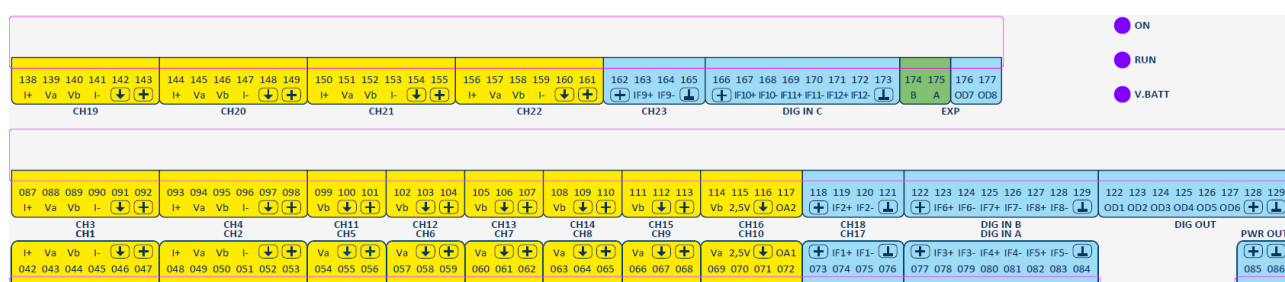 ON
RUN
138 139 140 141 142 143 144 145 146 147 148 149 150 151 152 153 154 155 156 157 158 159 160 161 162 163 164 165 166 167 168 169 170 171 172 173 174 175 176 177
I+ Va Vb I- I+ Va Vb I- I+ Va Vb I- I+ Va Vb I- IF9+ IF9- IF10+ IF10- IF11+ IF11- IF12+ IF12- B A OD7 OD8
V.BATT
CH19 CH20 CH21 CH22 CH23 DIG IN C EXP
087 088 089 090 091 092 093 094 095 096 097 098 099 100 101 102 103 104 105 106 107 108 109 110 111 112 113 114 115 116 117 118 119 120 121 122 123 124 125 126 127 128 129 122 123 124 125 126 127 128 129
I+ Va Vb I- I+ Va Vb I- Vb Vb Vb Vb Vb Vb 2,5V OA2 IF2+ IF2- IF6+ IF6- IF7+ IF7- IF8+ IF8- OD1 OD2 OD3 OD4 OD5 OD6
CH3 CH4 CH11 CH12 CH13 CH14 CH15 CH16 CH18 DIG IN B DIG OUT
CH1 CH2 CH5 CH6 CH7 CH8 CH9 CH10 CH17 DIG IN A PWR OUT
I+ Va Vb I- I+ Va Vb I- Va Va Va Va Va Va 2,5V OA1 IF1+ IF1- IF3+ IF3- IF4+ IF4- IF5+ IF5-
042 043 044 045 046 047 048 049 050 051 052 053 054 055 056 057 058 059 060 061 062 063 064 065 066 067 068 069 070 071 072 073 074 075 076 077 078 079 080 081 082 083 084 085 086